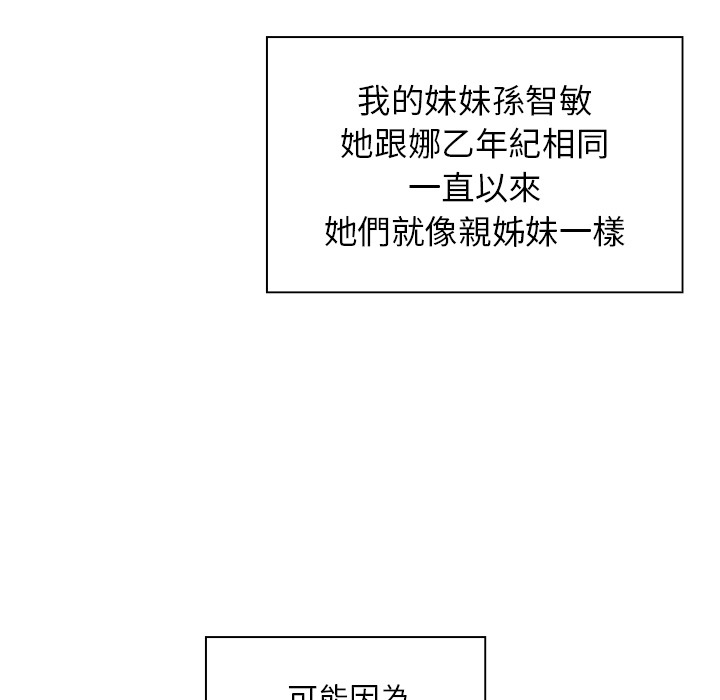 我的妹妹孫智敏
她跟娜乙年紀相同
一直以來
她們就像親姊妹一樣
可能因為